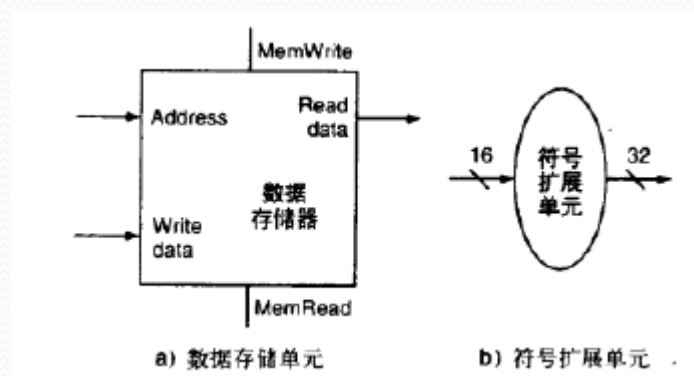 MemWrite
Address
Read
data
数据
存储器
Write
data
MemRead
16
符号
扩展
单元
32
a) 数据存储单元
b) 符号扩展单元